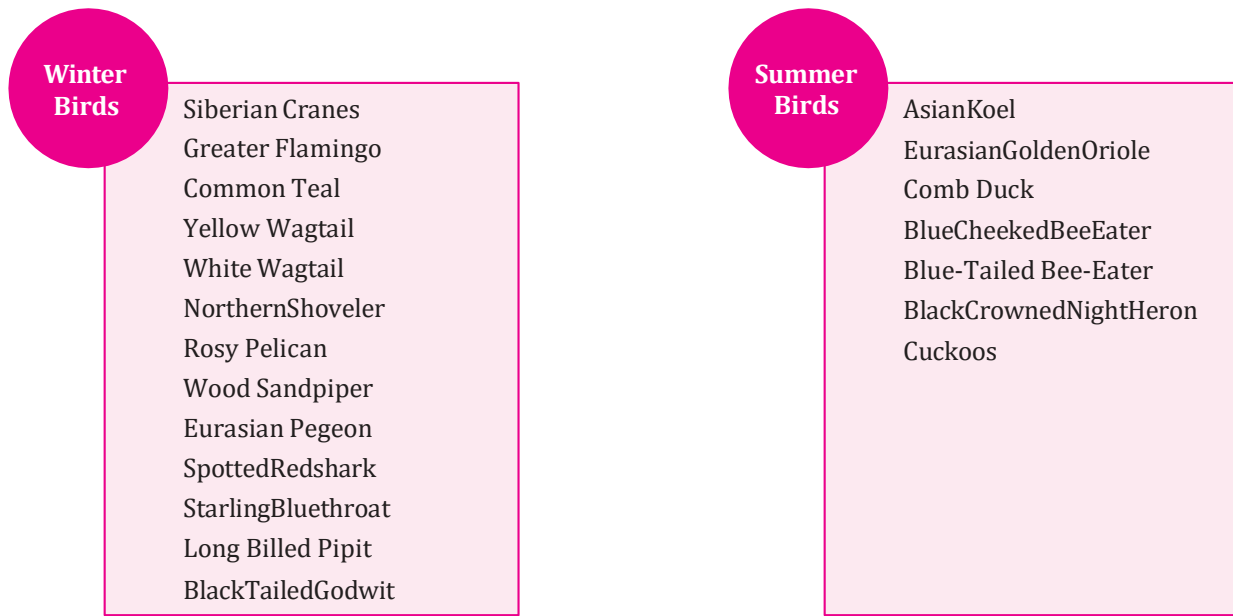 Winter
Birds
Siberian Cranes
Greater Flamingo
Common Teal
Yellow Wagtail
White Wagtail
NorthernShoveler
Rosy Pelican
Wood Sandpiper
Eurasian Pegeon
SpottedRedshark
StarlingBluethroat
Long Billed Pipit
BlackTailedGodwit
Summer
Birds
AsianKoel
EurasianGoldenOriole
Comb Duck
BlueCheekedBeeEater
Blue-Tailed Bee-Eater
BlackCrownedNightHeron
Cuckoos